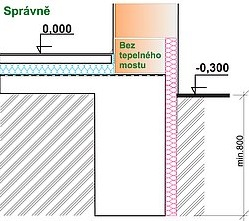 Správně
0,000
Bez
tepelného
mostu
-0,300
min.800